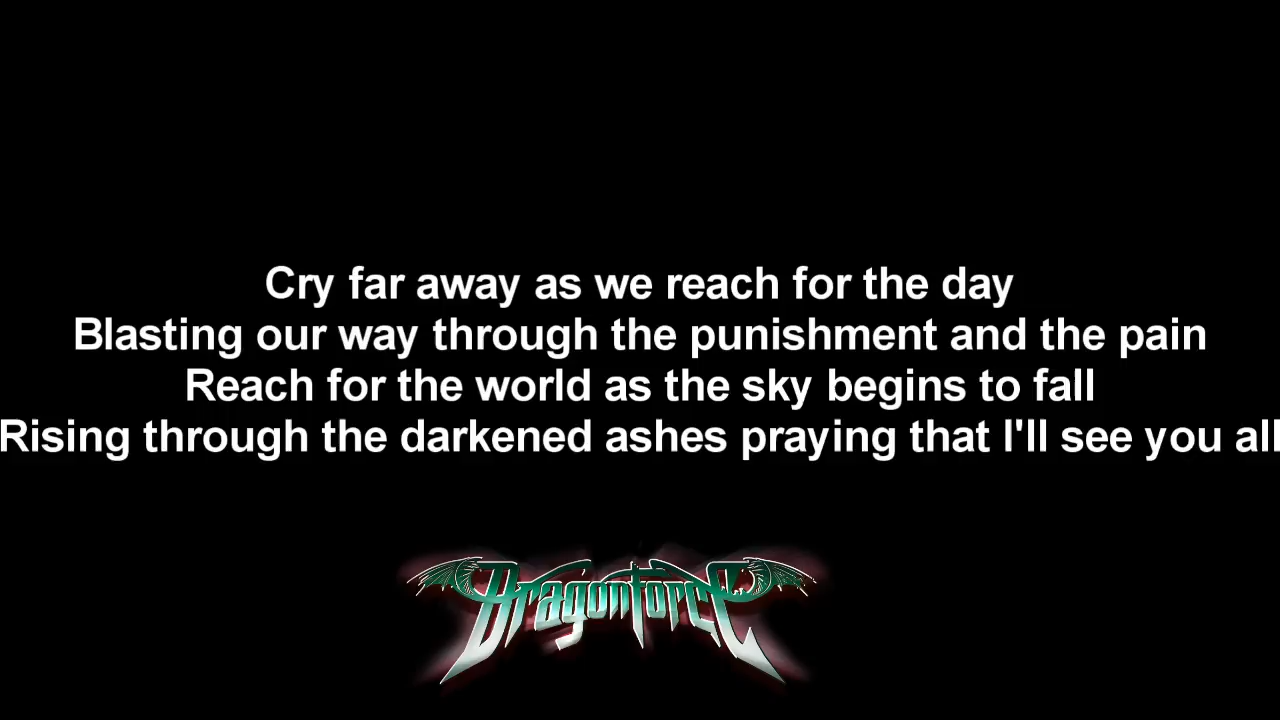 Cry far away as we reach for the day
Blasting our way through the punishment and the pain
Reach for the world as the sky begins to fall
Rising through the darkened ashes praying that I'll see you all
DragonForce